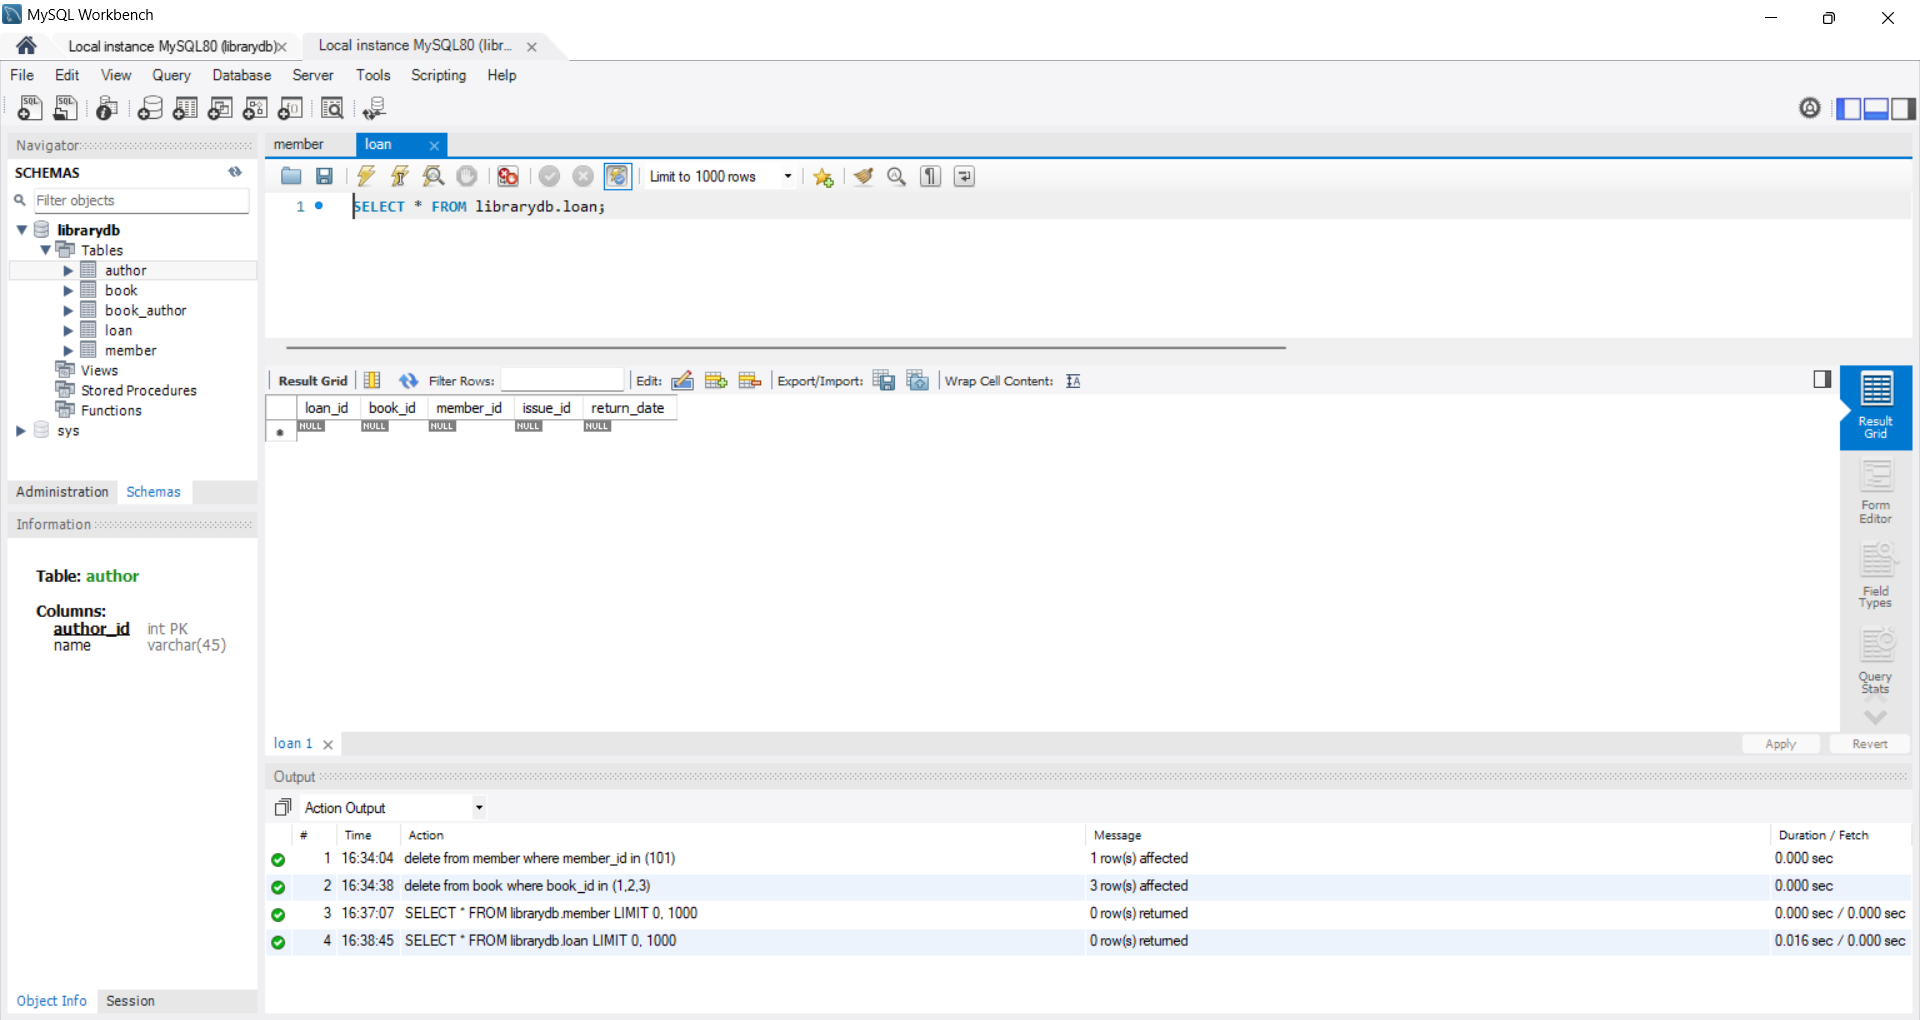 MySQL Workbench
Local instance MySQL80 (librarydb)
Local instance MySQL80 (libr...
File Edit View Query Database Server Tools Scripting Help
Navigator
SCHEMAS
Filter objects
librarydb
Tables
author
book
book_author
loan
member
Views
Stored Procedures
Functions
sys
Administration Schemas
Information
Table: author
Columns:
author_id int PK
name varchar(45)
Object Info Session
member loan
Limit to 1000 rows
1 SELECT * FROM librarydb.loan;
Result Grid Filter Rows: Edit: Export/Import: Wrap Cell Content:
loan_id book_id member_id issue_id return_date
NULL NULL NULL NULL NULL
Result
Grid
Form
Editor
Field
Types
Query
Stats
loan 1
Apply Revert
Output
Action Output
# Time Action Message Duration / Fetch
1 16:34:04 delete from member where member_id in (101) 1 row(s) affected 0.000 sec
2 16:34:38 delete from book where book_id in (1,2,3) 3 row(s) affected 0.000 sec
3 16:37:07 SELECT * FROM librarydb.member LIMIT 0, 1000 0 row(s) returned 0.000 sec / 0.000 sec
4 16:38:45 SELECT * FROM librarydb.loan LIMIT 0, 1000 0 row(s) returned 0.016 sec / 0.000 sec